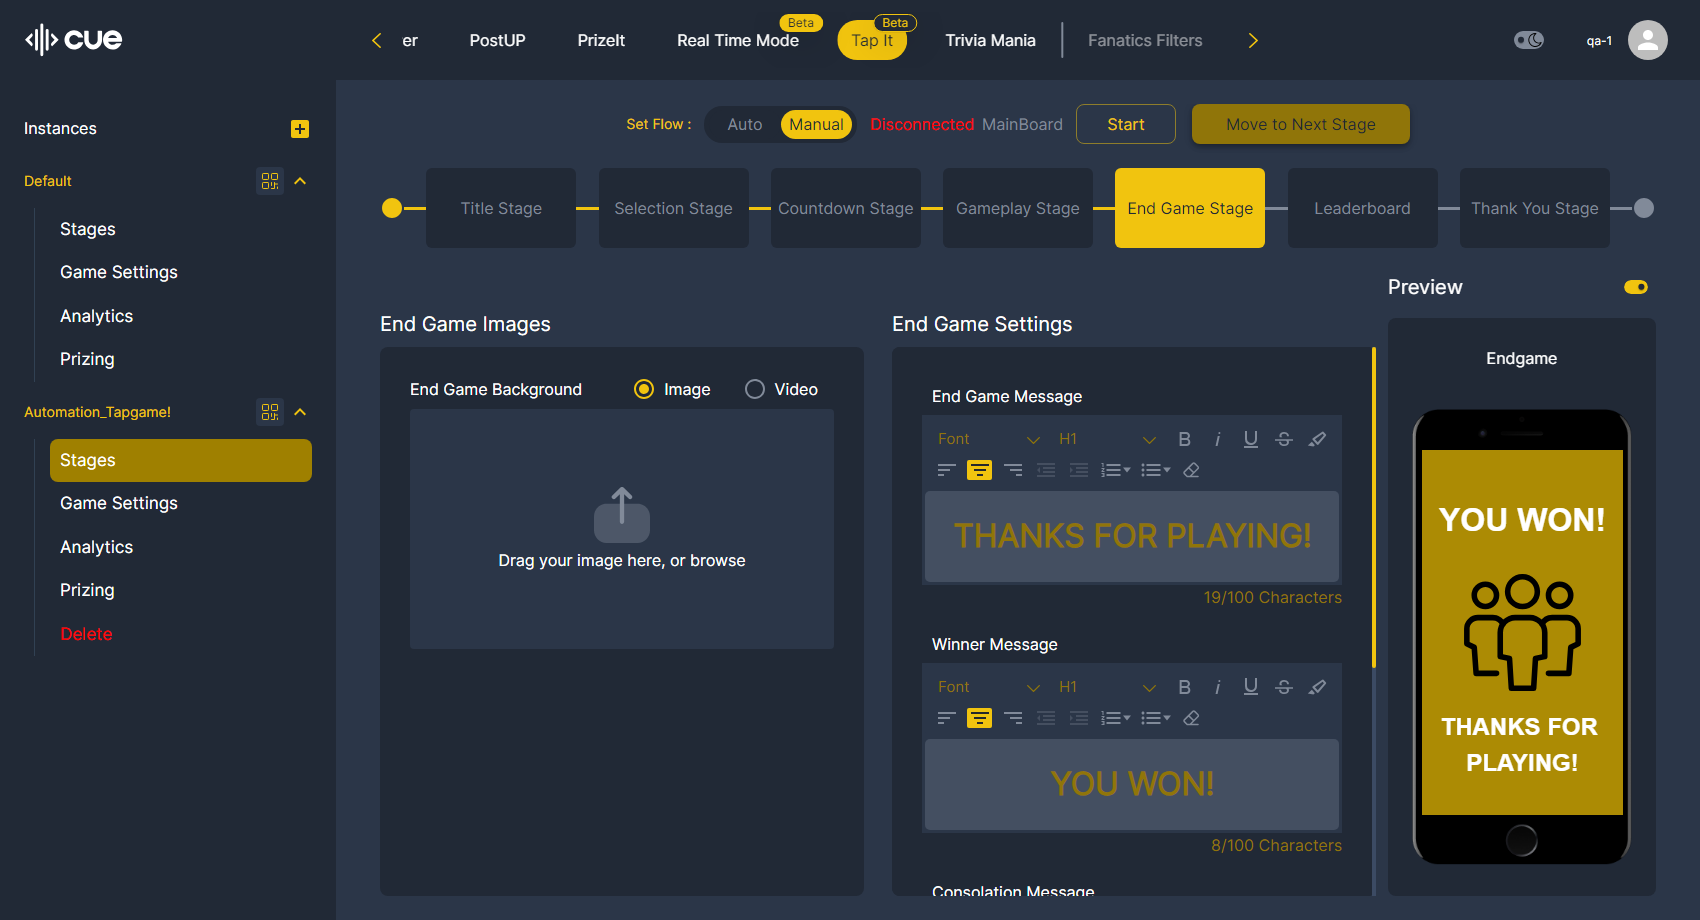 cue
er
PostUP
PrizeIt
Real Time Mode
Beta
Tap It
Beta
Trivia Mania
Fanatics Filters
qa-1
Instances
Default
Stages
Game Settings
Analytics
Prizing
Automation_Tapgame!
Stages
Game Settings
Analytics
Prizing
Delete
Set Flow :
Auto
Manual
Disconnected MainBoard
Start
Move to Next Stage
Title Stage
Selection Stage
Countdown Stage
Gameplay Stage
End Game Stage
Leaderboard
Thank You Stage
End Game Images
End Game Background
Image
Video
Drag your image here, or browse
End Game Settings
End Game Message
Font
H1
B
i
U
S
THANKS FOR PLAYING!
19/100 Characters
Winner Message
Font
H1
B
i
U
S
YOU WON!
8/100 Characters
Consolation Message
Preview
Endgame
YOU WON!
THANKS FOR
PLAYING!